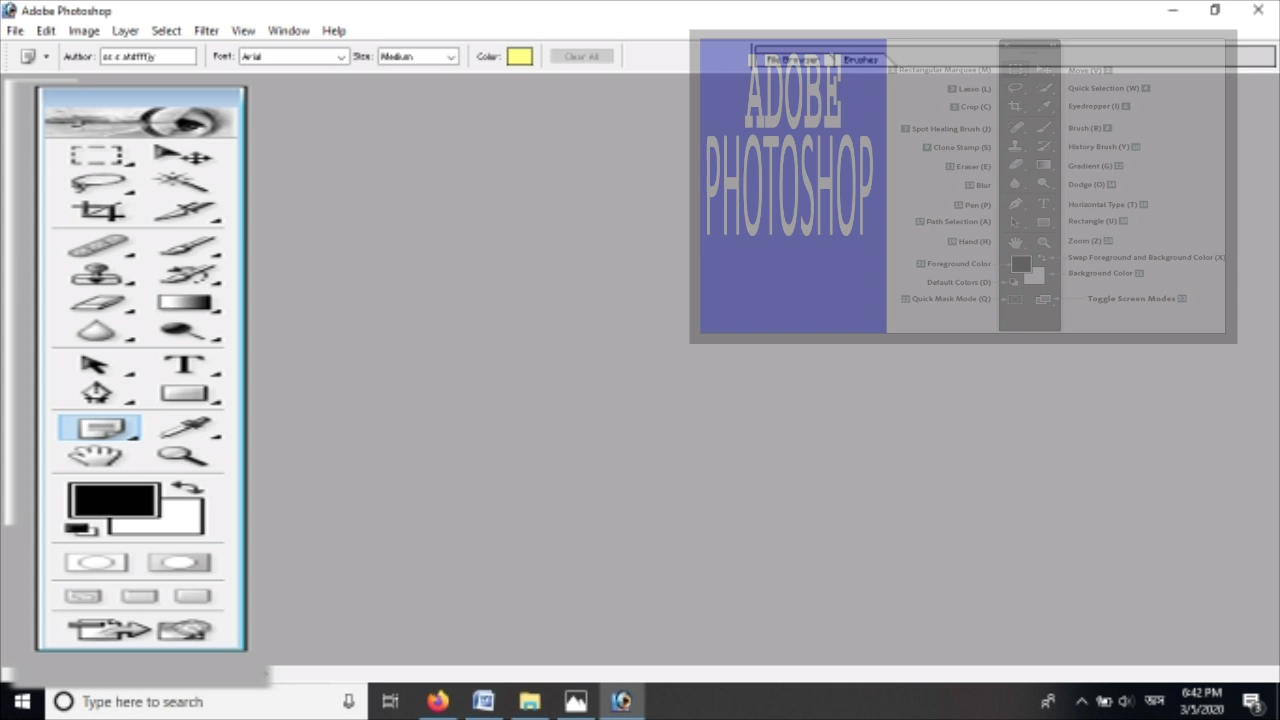 Adobe Photoshop
File Edit Image Layer Select Filter View Window Help
Author: Font: Arial Size: Medium Color: Clear All
File Browser Brushes
ADOBE
PHOTOSHOP
Rectangular Marquee (M) Move (V)
Lasso (L) Quick Selection (W)
Crop (C) Eyedropper (I)
Spot Healing Brush (J) Brush (B)
Clone Stamp (S) History Brush (Y)
Eraser (E) Gradient (G)
Blur Dodge (O)
Pen (P) Horizontal Type (T)
Path Selection (A) Rectangle (U)
Hand (H) Zoom (Z)
Foreground Color Swap Foreground and Background Color (X)
Default Colors (D) Background Color
Quick Mask Mode (Q) Toggle Screen Modes
Type here to search
6:42 PM
3/5/2020